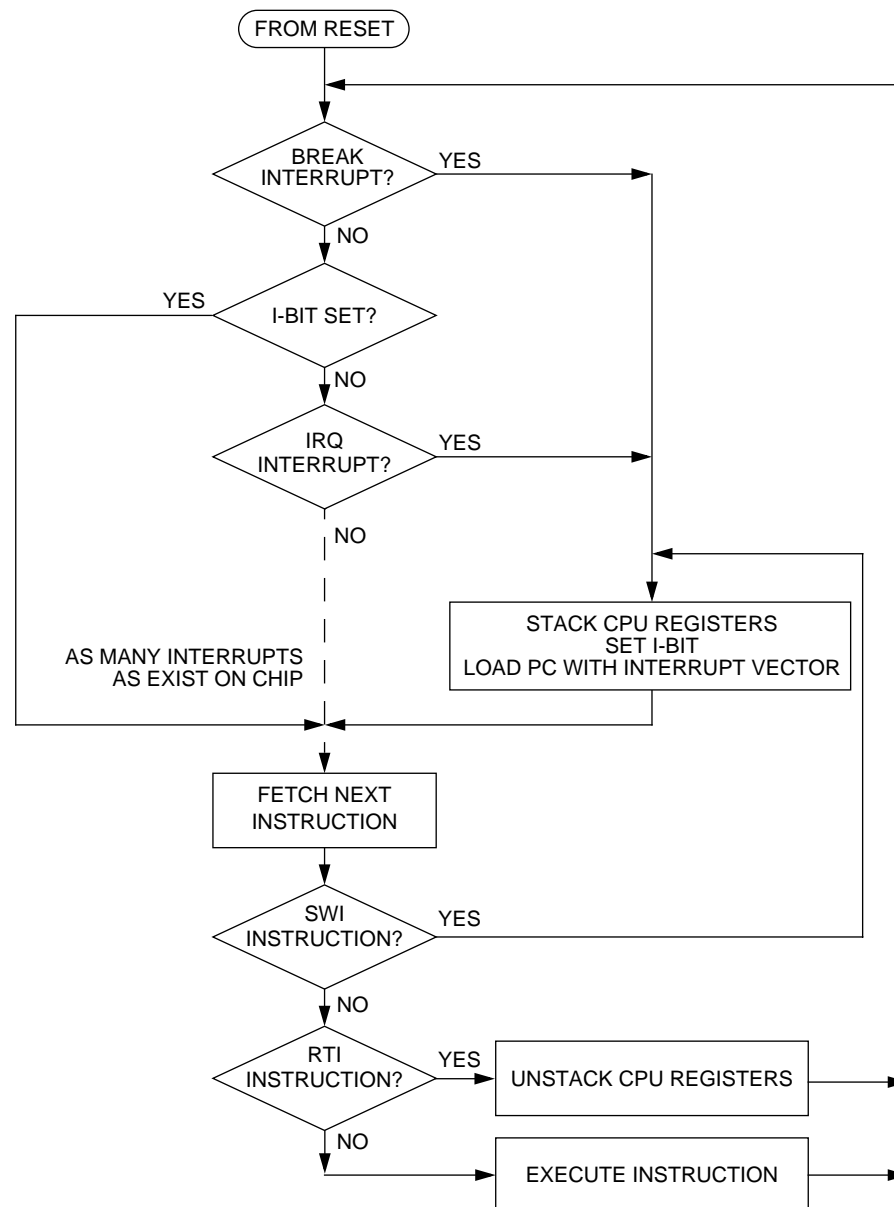 FROM RESET
BREAK
INTERRUPT?
YES
NO
YES
I-BIT SET?
NO
IRQ
INTERRUPT?
YES
NO
STACK CPU REGISTERS
SET I-BIT
LOAD PC WITH INTERRUPT VECTOR
AS MANY INTERRUPTS
AS EXIST ON CHIP
FETCH NEXT
INSTRUCTION
SWI
INSTRUCTION?
YES
NO
RTI
INSTRUCTION?
YES
UNSTACK CPU REGISTERS
NO
EXECUTE INSTRUCTION